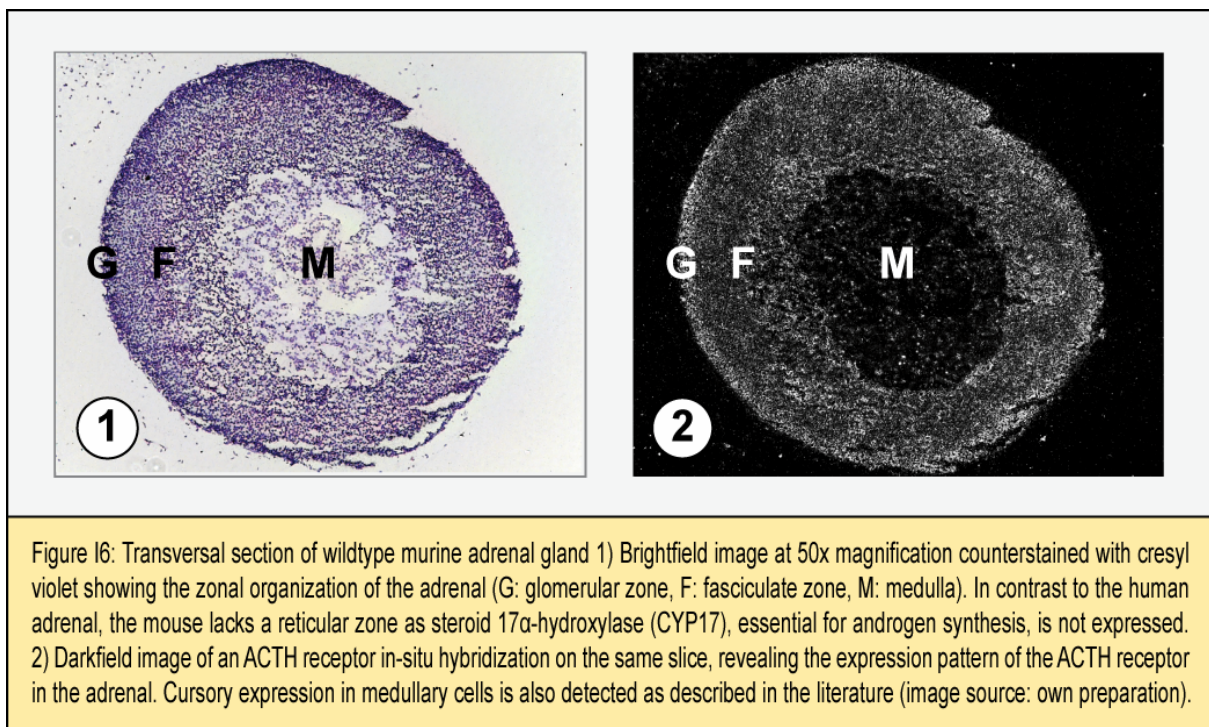 G F M
1
G F M
2
Figure I6: Transversal section of wildtype murine adrenal gland 1) Brightfield image at 50x magnification counterstained with cresyl
violet showing the zonal organization of the adrenal (G: glomerular zone, F: fasciculate zone, M: medulla). In contrast to the human
adrenal, the mouse lacks a reticular zone as steroid 17α-hydroxylase (CYP17), essential for androgen synthesis, is not expressed.
2) Darkfield image of an ACTH receptor in-situ hybridization on the same slice, revealing the expression pattern of the ACTH receptor
in the adrenal. Cursory expression in medullary cells is also detected as described in the literature (image source: own preparation).